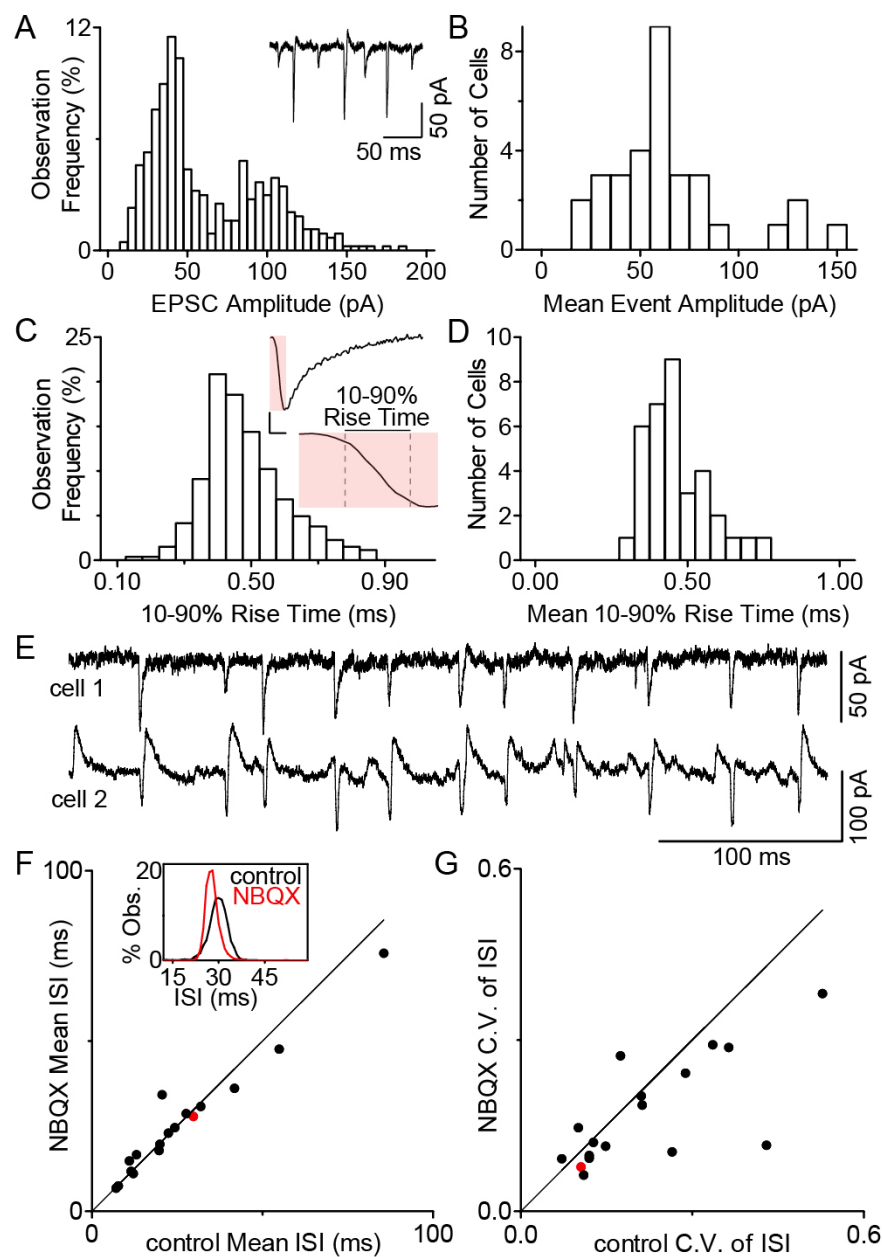 A
12
Observation
Frequency (%)
0
0
50
100
150
200
EPSC Amplitude (pA)
50 pA
50 ms
B
8
4
0
Number of Cells
0
50
100
150
Mean Event Amplitude (pA)
C
25
Observation
Frequency (%)
0
0.10
0.50
0.90
10-90% Rise Time (ms)
10-90%
Rise Time
D
10
8
6
4
2
0
Number of Cells
0.00
0.50
1.00
Mean 10-90% Rise Time (ms)
E
cell 1
50 pA
cell 2
100 pA
100 ms
F
100
NBQX Mean ISI (ms)
0
0
100
control Mean ISI (ms)
20
0
% Obs.
control
NBQX
15
30
45
ISI (ms)
G
0.6
NBQX C.V. of ISI
0.0
0.0
0.6
control C.V. of ISI